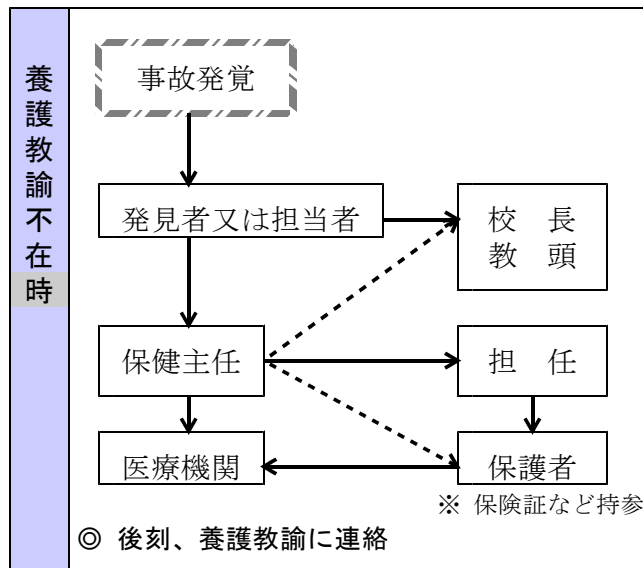 養護教諭不在時
事故発覚
発見者又は担当者
校　長
教　頭
保健主任
担　任
医療機関
保護者
※ 保険証など持参
◎ 後刻、養護教諭に連絡